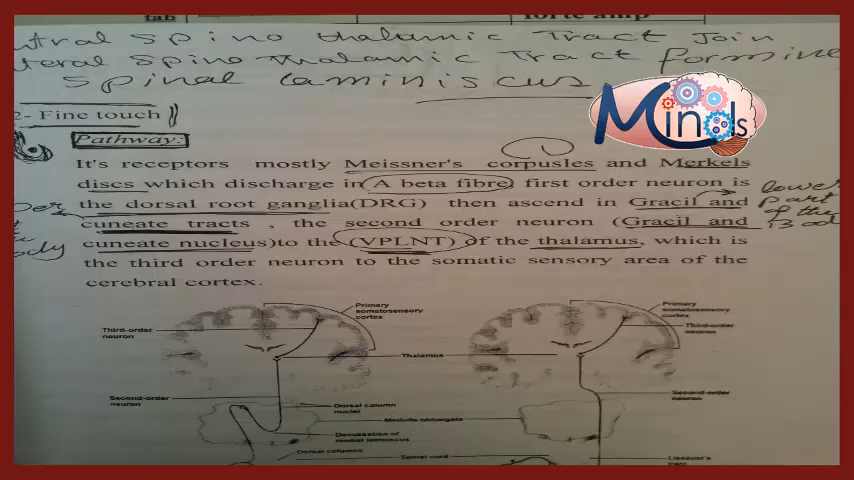 tab forte amp
ntral spino thalamic Tract Join
teral Spino thalamic Tract formine
spinal laminiscus
2- Fine touch
Minds
Pathway:
It's receptors mostly Meissner's corpusles and Merkels
discs which discharge in A beta fibre, first order neuron is
the dorsal root ganglia(DRG) then ascend in Gracil and
cuneate tracts , the second order neuron (Gracil and
cuneate nucleus)to the (VPLNT) of the thalamus, which is
the third order neuron to the somatic sensory area of the
cerebral cortex.
lower
part
of the
body
Primary
somatosensory
cortex
Third-order
neuron
Thalamus
Second-order
neuron
Dorsal column
nuclei
Medulla oblongata
Decussation of
medial lemniscus
Dorsal columns
Spinal cord
Primary
somatosensory
cortex
Third-order
neuron
Second-order
neuron
Lissauer's
tract